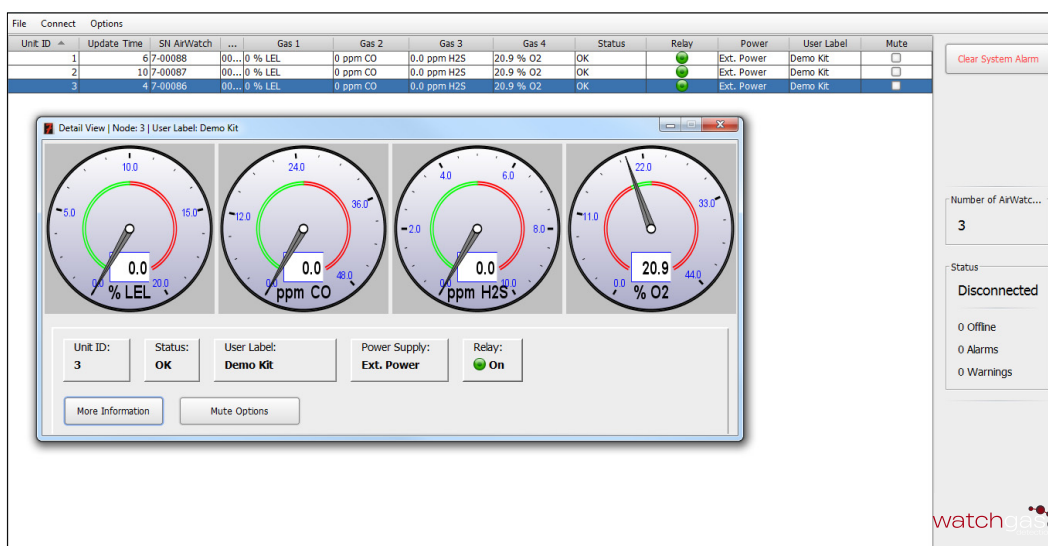 File Connect Options
Unit ID Update Time SN AirWatch ... Gas 1 Gas 2 Gas 3 Gas 4 Status Relay Power User Label Mute
1 6 7-00088 00... 0 % LEL 0 ppm CO 0.0 ppm H2S 20.9 % O2 OK Ext. Power Demo Kit
2 10 7-00087 00... 0 % LEL 0 ppm CO 0.0 ppm H2S 20.9 % O2 OK Ext. Power Demo Kit
3 4 7-00086 00... 0 % LEL 0 ppm CO 0.0 ppm H2S 20.9 % O2 OK Ext. Power Demo Kit
Clear System Alarm
Detail View | Node: 3 | User Label: Demo Kit
0.0 5.0 10.0 15.0 20.0
0.0
% LEL
12.0 24.0 36.0 48.0
0.0
ppm CO
0.0 2.0 4.0 6.0 8.0 10.0
0.0
ppm H2S
0.0 11.0 22.0 33.0 44.0
20.9
% O2
Unit ID: Status: User Label: Power Supply: Relay:
3 OK Demo Kit Ext. Power On
More Information Mute Options
Number of AirWatc...
3
Status
Disconnected
0 Offline
0 Alarms
0 Warnings
watchgas